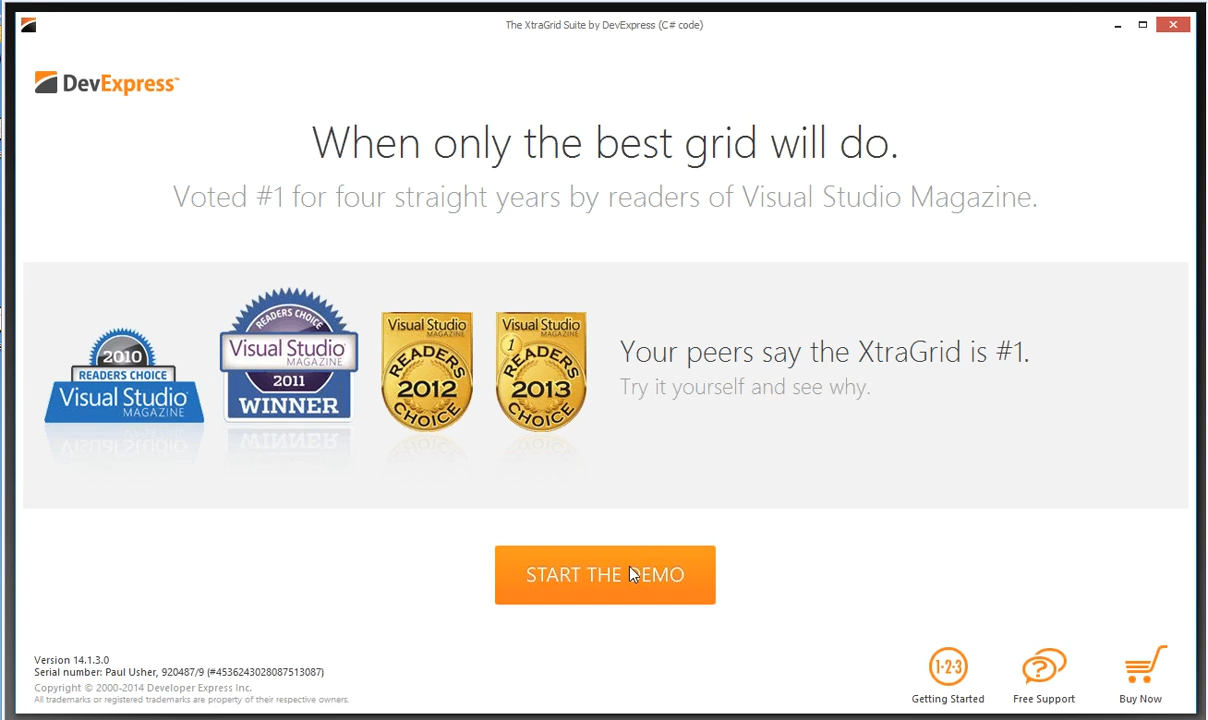 The XtraGrid Suite by DevExpress (C# code)
DevExpress™
When only the best grid will do.
Voted #1 for four straight years by readers of Visual Studio Magazine.
2010
READERS CHOICE
Visual Studio
MAGAZINE
READERS CHOICE
Visual Studio
MAGAZINE
2011
WINNER
Visual Studio
MAGAZINE
READERS
2012
CHOICE
Visual Studio
MAGAZINE
1
READERS
2013
CHOICE
Your peers say the XtraGrid is #1.
Try it yourself and see why.
START THE DEMO
Version 14.1.3.0
Serial number: Paul Usher, 920487/9 (#4536243028087513087)
Copyright © 2000-2014 Developer Express Inc.
All trademarks or registered trademarks are property of their respective owners.
1·2·3
Getting Started
?
Free Support
Buy Now